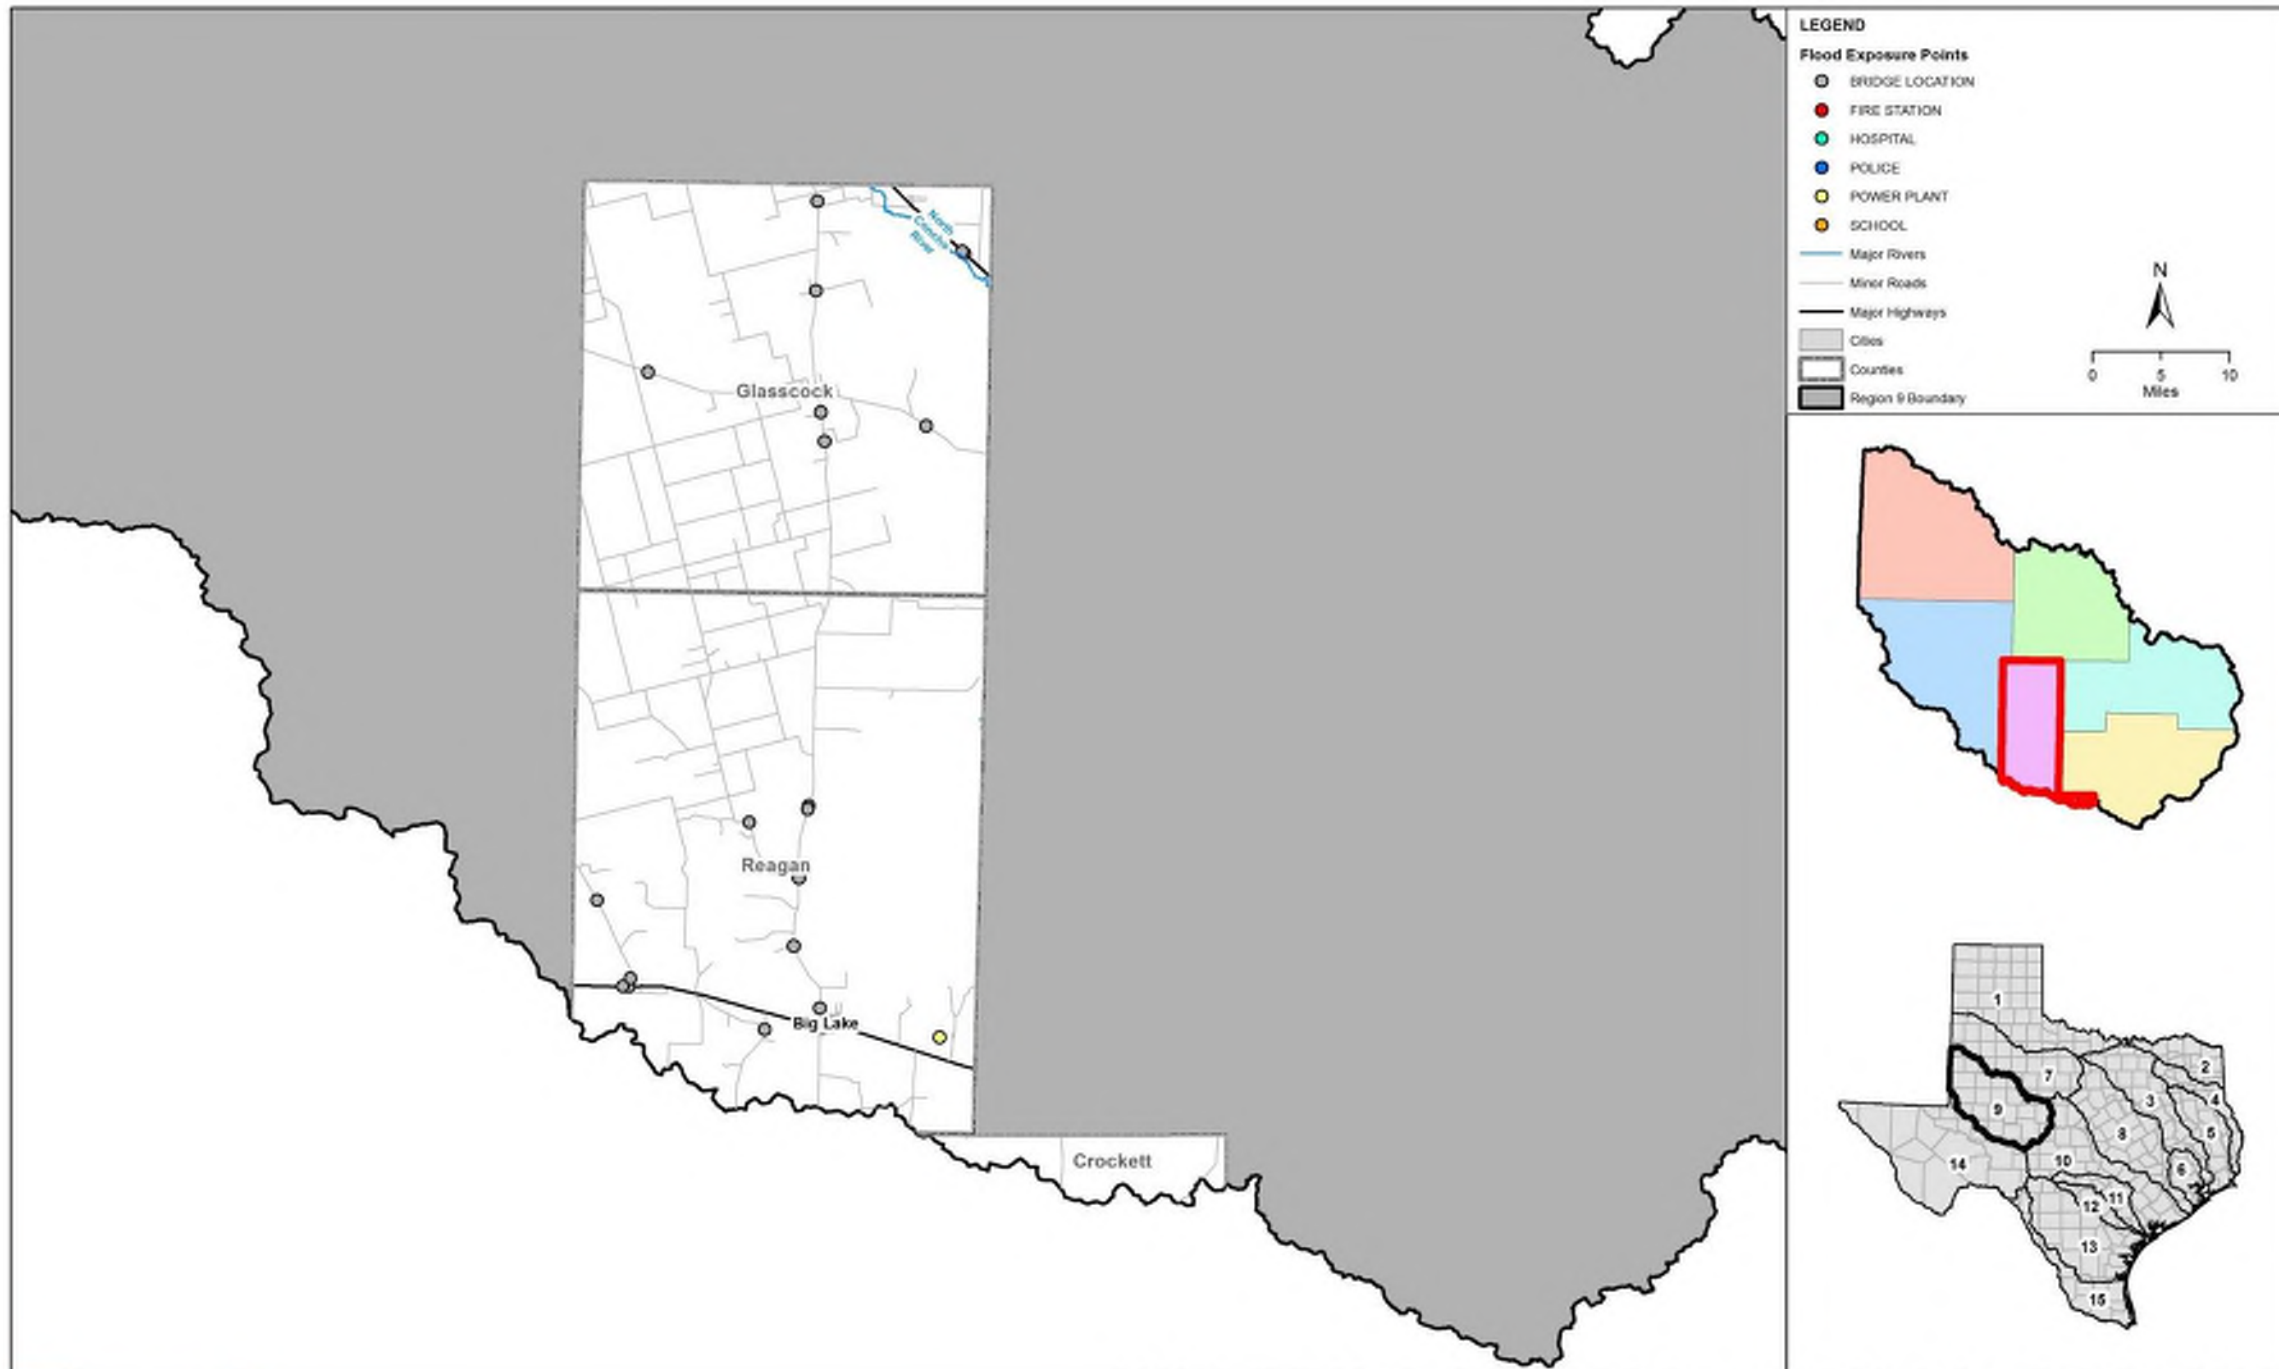 LEGEND
Flood Exposure Points
BRIDGE LOCATION
FIRE STATION
HOSPITAL
POLICE
POWER PLANT
SCHOOL
Major Rivers
Minor Roads
Major Highways
Cities
Counties
Region 9 Boundary
N
0 5 10
Miles
North
Concho
River
Glasscock
Reagan
Big Lake
Crockett
1
2
7
3
4
9
8
5
14
10
6
11
12
13
15